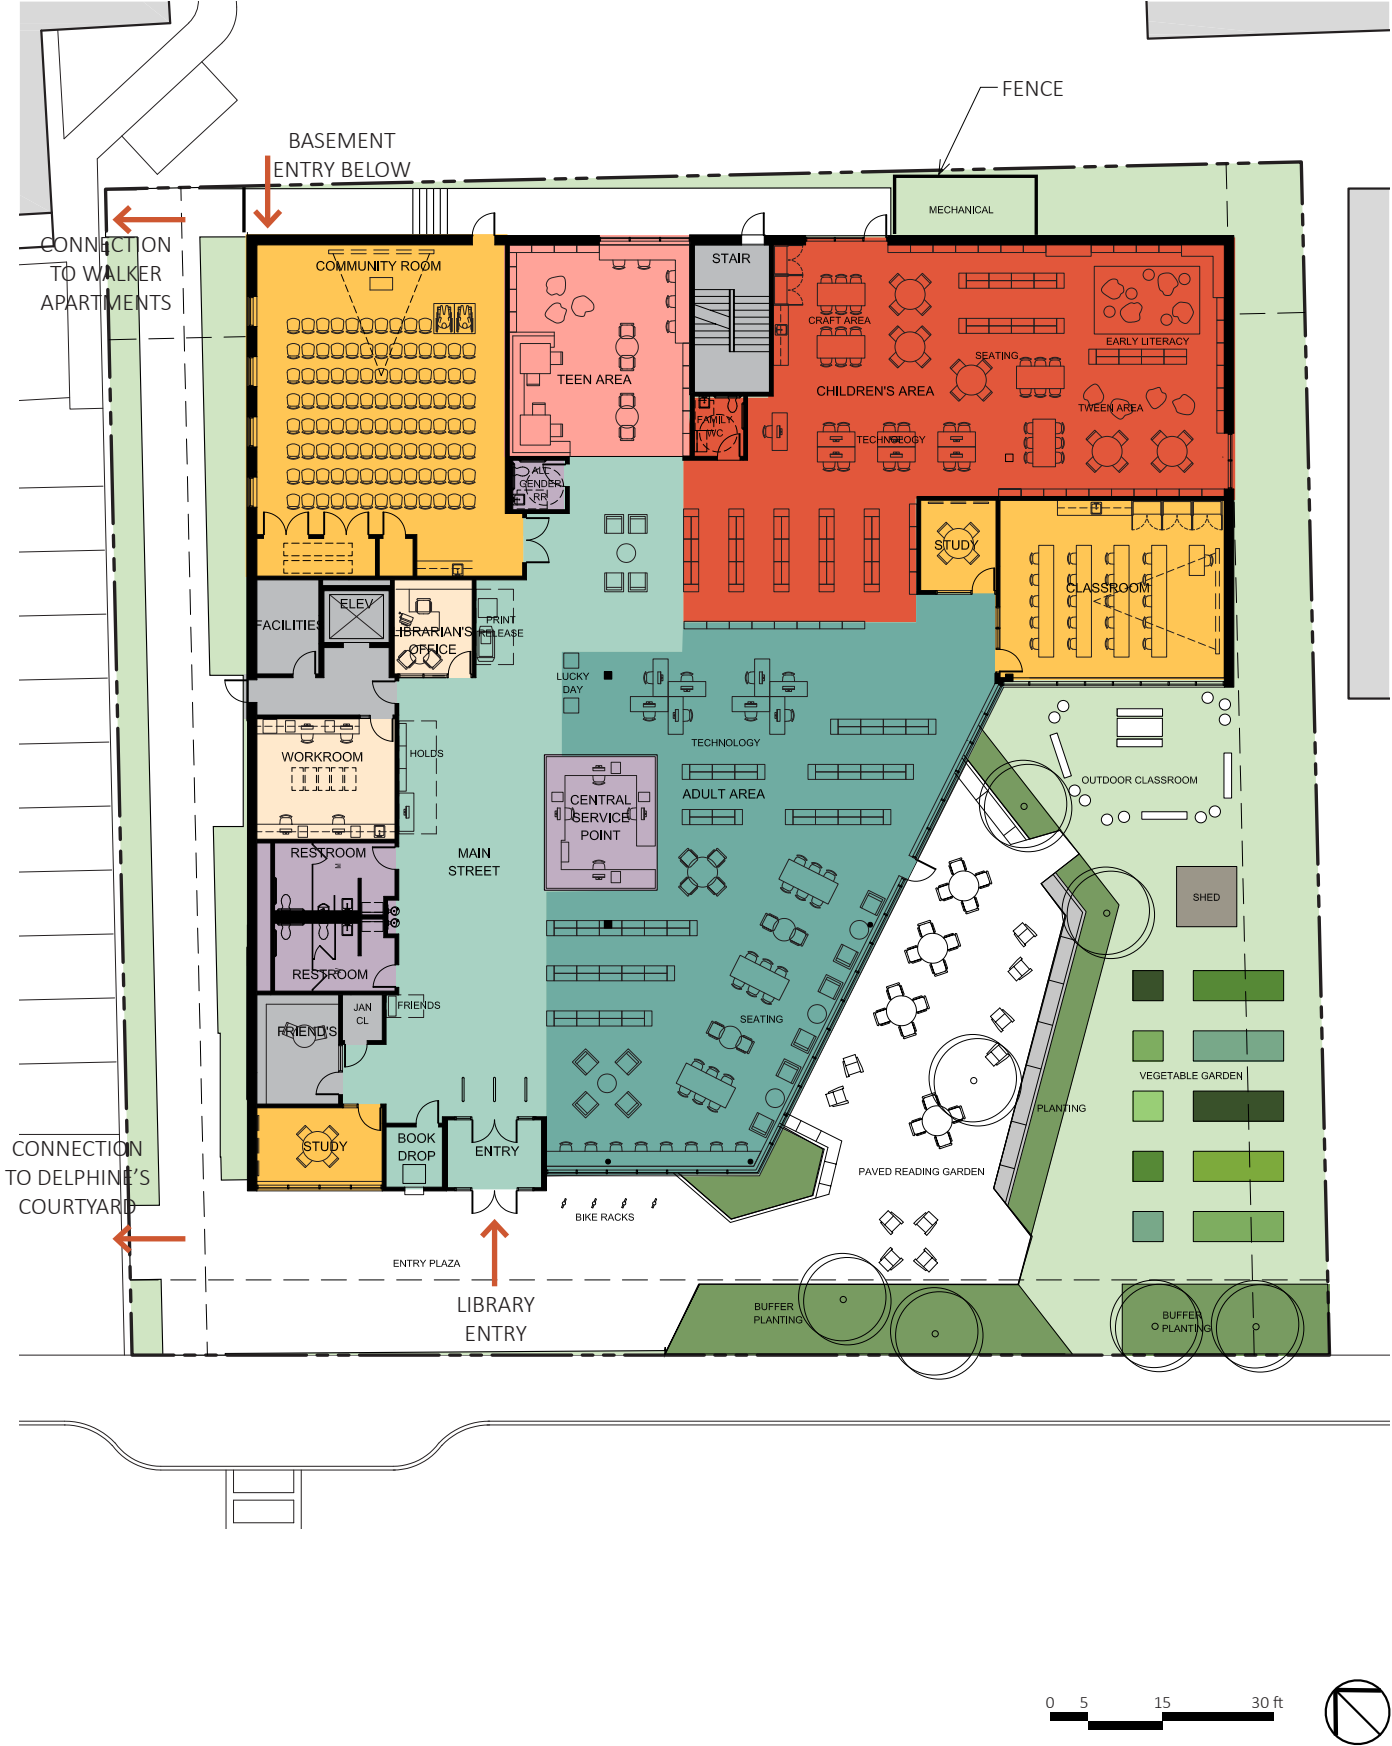 FENCE
BASEMENT
ENTRY BELOW
MECHANICAL
CONNECTION
TO WALKER
APARTMENTS
COMMUNITY ROOM
STAIR
CRAFT AREA
EARLY LITERACY
SEATING
TEEN AREA
CHILDREN'S AREA
TWEEN AREA
FAMILY
WC
TECHNOLOGY
ALL
GENDER
RR
STUDY
CLASSROOM
ELEV
FACILITIES
LIBRARIAN'S
OFFICE
PRINT
RELEASE
LUCKY
DAY
TECHNOLOGY
HOLDS
WORKROOM
OUTDOOR CLASSROOM
ADULT AREA
CENTRAL
SERVICE
POINT
RESTROOM
MAIN
STREET
SHED
RESTROOM
FRIENDS
JAN
CL
FRIEND'S
SEATING
VEGETABLE GARDEN
PLANTING
CONNECTION
TO DELPHINE'S
COURTYARD
STUDY
BOOK
DROP
ENTRY
PAVED READING GARDEN
BIKE RACKS
ENTRY PLAZA
LIBRARY
ENTRY
BUFFER
PLANTING
BUFFER
PLANTING
0 5 15 30 ft